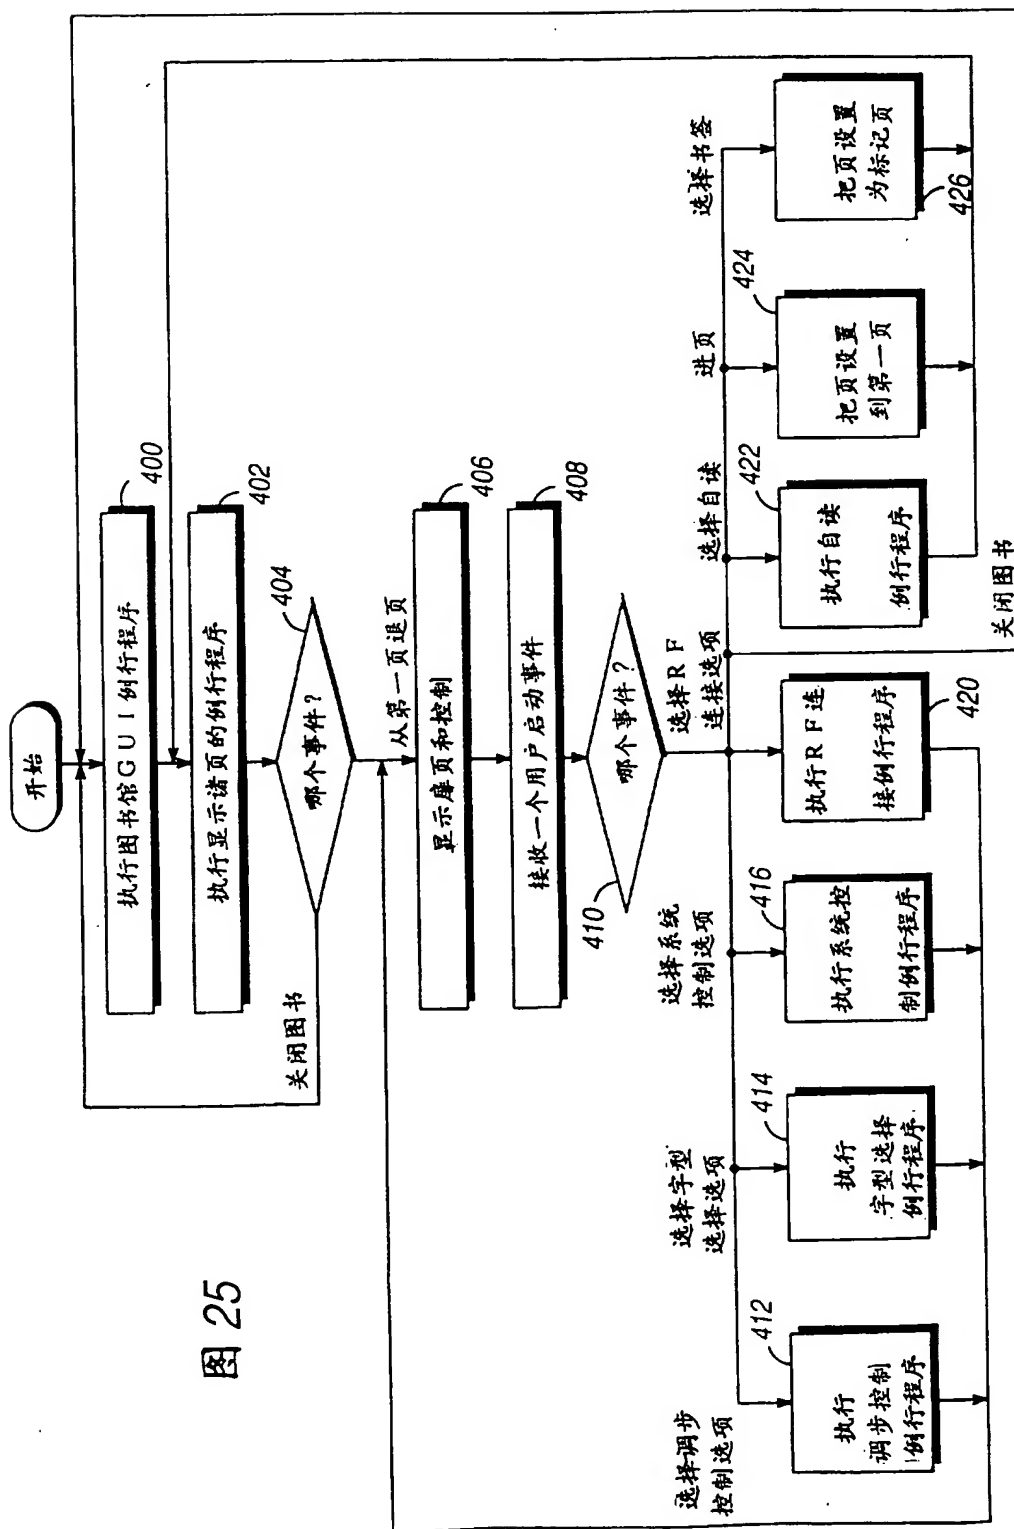 开始
执行图书馆GGUI例行程序
400
执行显示诸页的例行程序
402
哪个事件?
404
关闭图书
从第一页退页
显示扉页和控制
406
接收一个用户启动事件
408
哪个事件?
410
选择调步
控制选项
选择字型
选择选项
选择系统
控制选项
选择RF
连接选项
选择自读
进页
选择书签
执行
调步控制
例行程序
412
执行
字型选择
例行程序
414
执行系统控
制例行程序
416
执行RF连
接例行程序
420
执行自读
例行程序
422
把页设置
到第一页
424
把页设置
为标记页
426
关闭图书
图 25